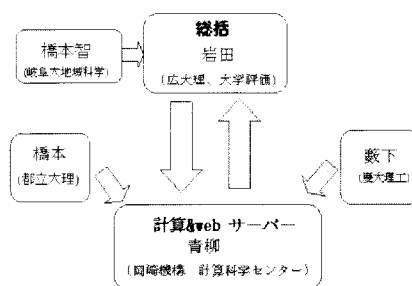 総括
岩田
(広大理、大学評価)
橋本智
(岐阜大地域科学)
橋本
(都立大理)
藪下
(慶大理工)
計算&web サーバー
青柳
(岡崎機構 計算科学センター)